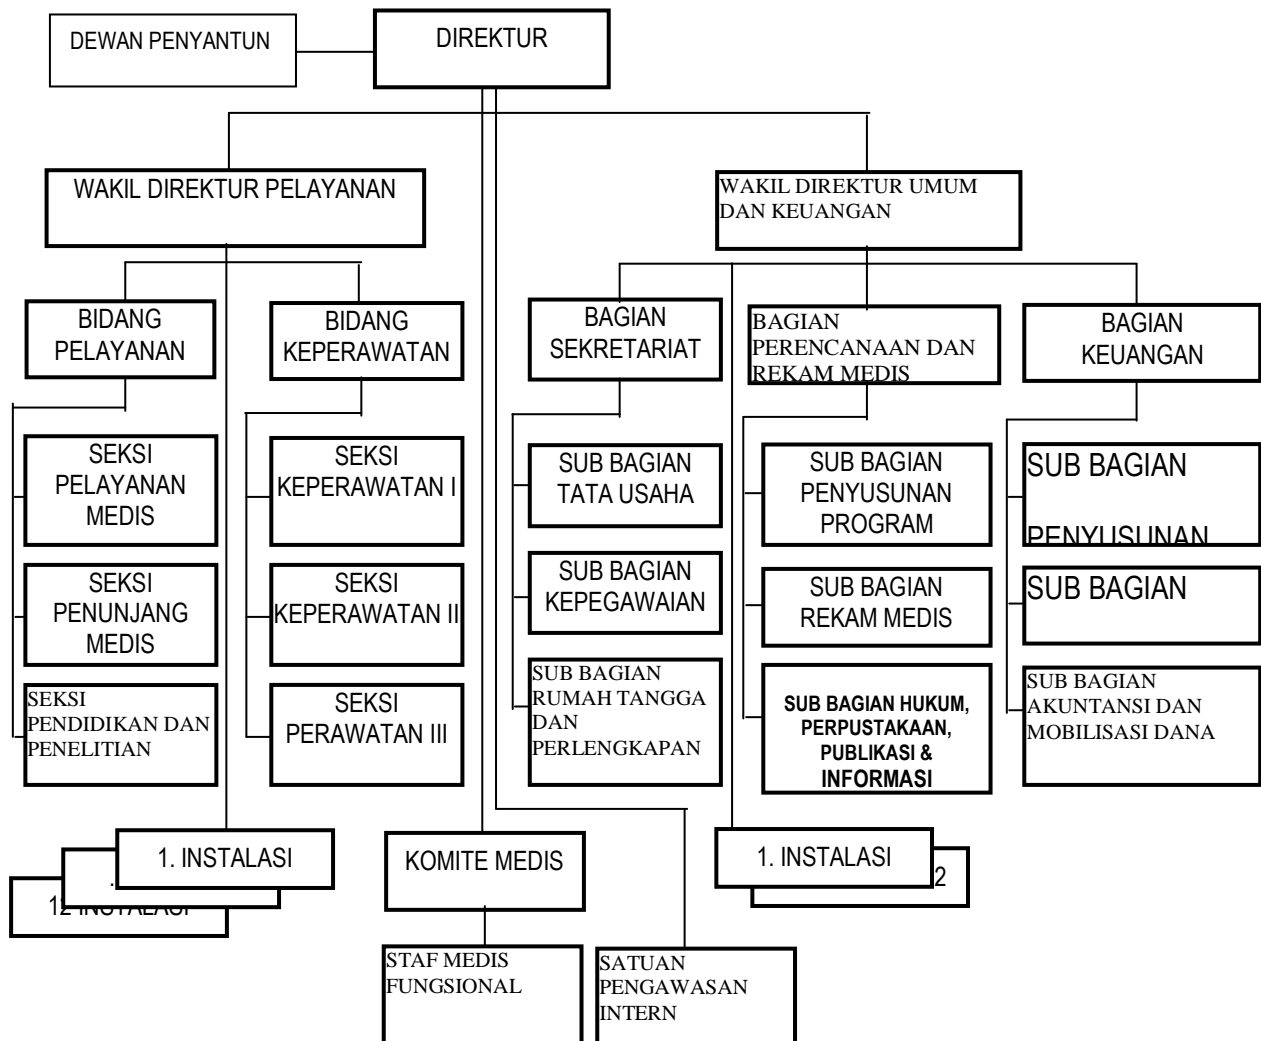 DEWAN PENYANTUN
DIREKTUR
WAKIL DIREKTUR PELAYANAN
WAKIL DIREKTUR UMUM
DAN KEUANGAN
BIDANG
PELAYANAN
BIDANG
KEPERAWATAN
BAGIAN
SEKRETARIAT
BAGIAN
PERENCANAAN DAN
REKAM MEDIS
BAGIAN
KEUANGAN
SEKSI
PELAYANAN
MEDIS
SEKSI
KEPERAWATAN I
SUB BAGIAN
TATA USAHA
SUB BAGIAN
PENYUSUNAN
PROGRAM
SUB BAGIAN
PENYUSUNAN
SEKSI
PENUNJANG
MEDIS
SEKSI
KEPERAWATAN II
SUB BAGIAN
KEPEGAWAIAN
SUB BAGIAN
REKAM MEDIS
SUB BAGIAN
SEKSI
PENDIDIKAN DAN
PENELITIAN
SEKSI
PERAWATAN III
SUB BAGIAN
RUMAH TANGGA
DAN
PERLENGKAPAN
SUB BAGIAN HUKUM,
PERPUSTAKAAN,
PUBLIKASI &
INFORMASI
SUB BAGIAN
AKUNTANSI DAN
MOBILISASI DANA
1. INSTALASI
12 INSTALASI
KOMITE MEDIS
1. INSTALASI
2
STAF MEDIS
FUNGSIONAL
SATUAN
PENGAWASAN
INTERN